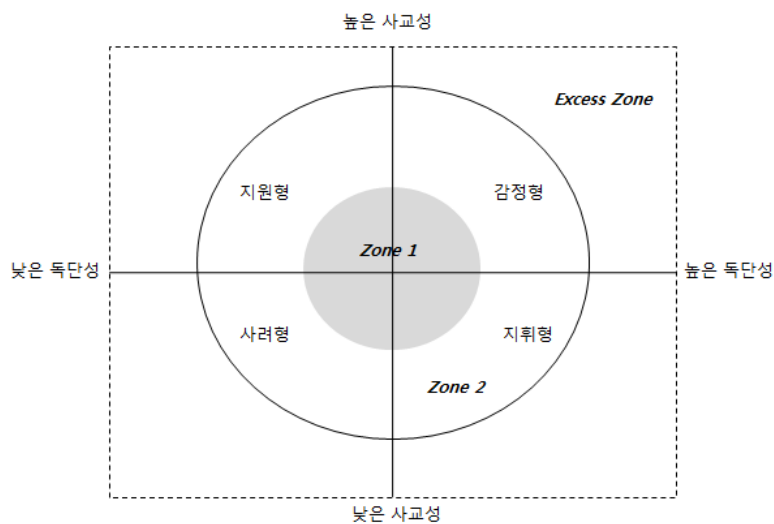 높은 사교성
Excess Zone
지원형
감정형
Zone 1
낮은 독단성
높은 독단성
사려형
지휘형
Zone 2
낮은 사교성